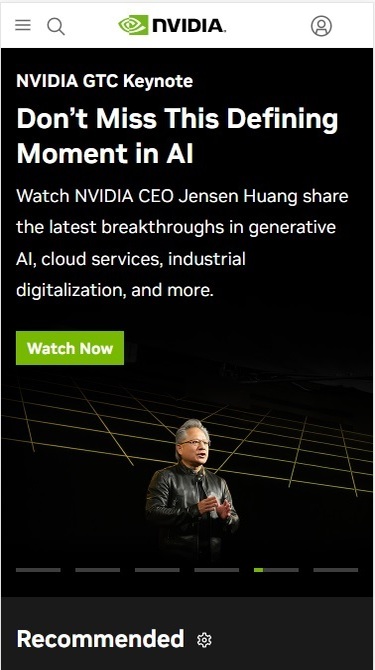 NVIDIA.
NVIDIA GTC Keynote
Don’t Miss This Defining
Moment in AI
Watch NVIDIA CEO Jensen Huang share
the latest breakthroughs in generative
AI, cloud services, industrial
digitalization, and more.
Watch Now
Recommended